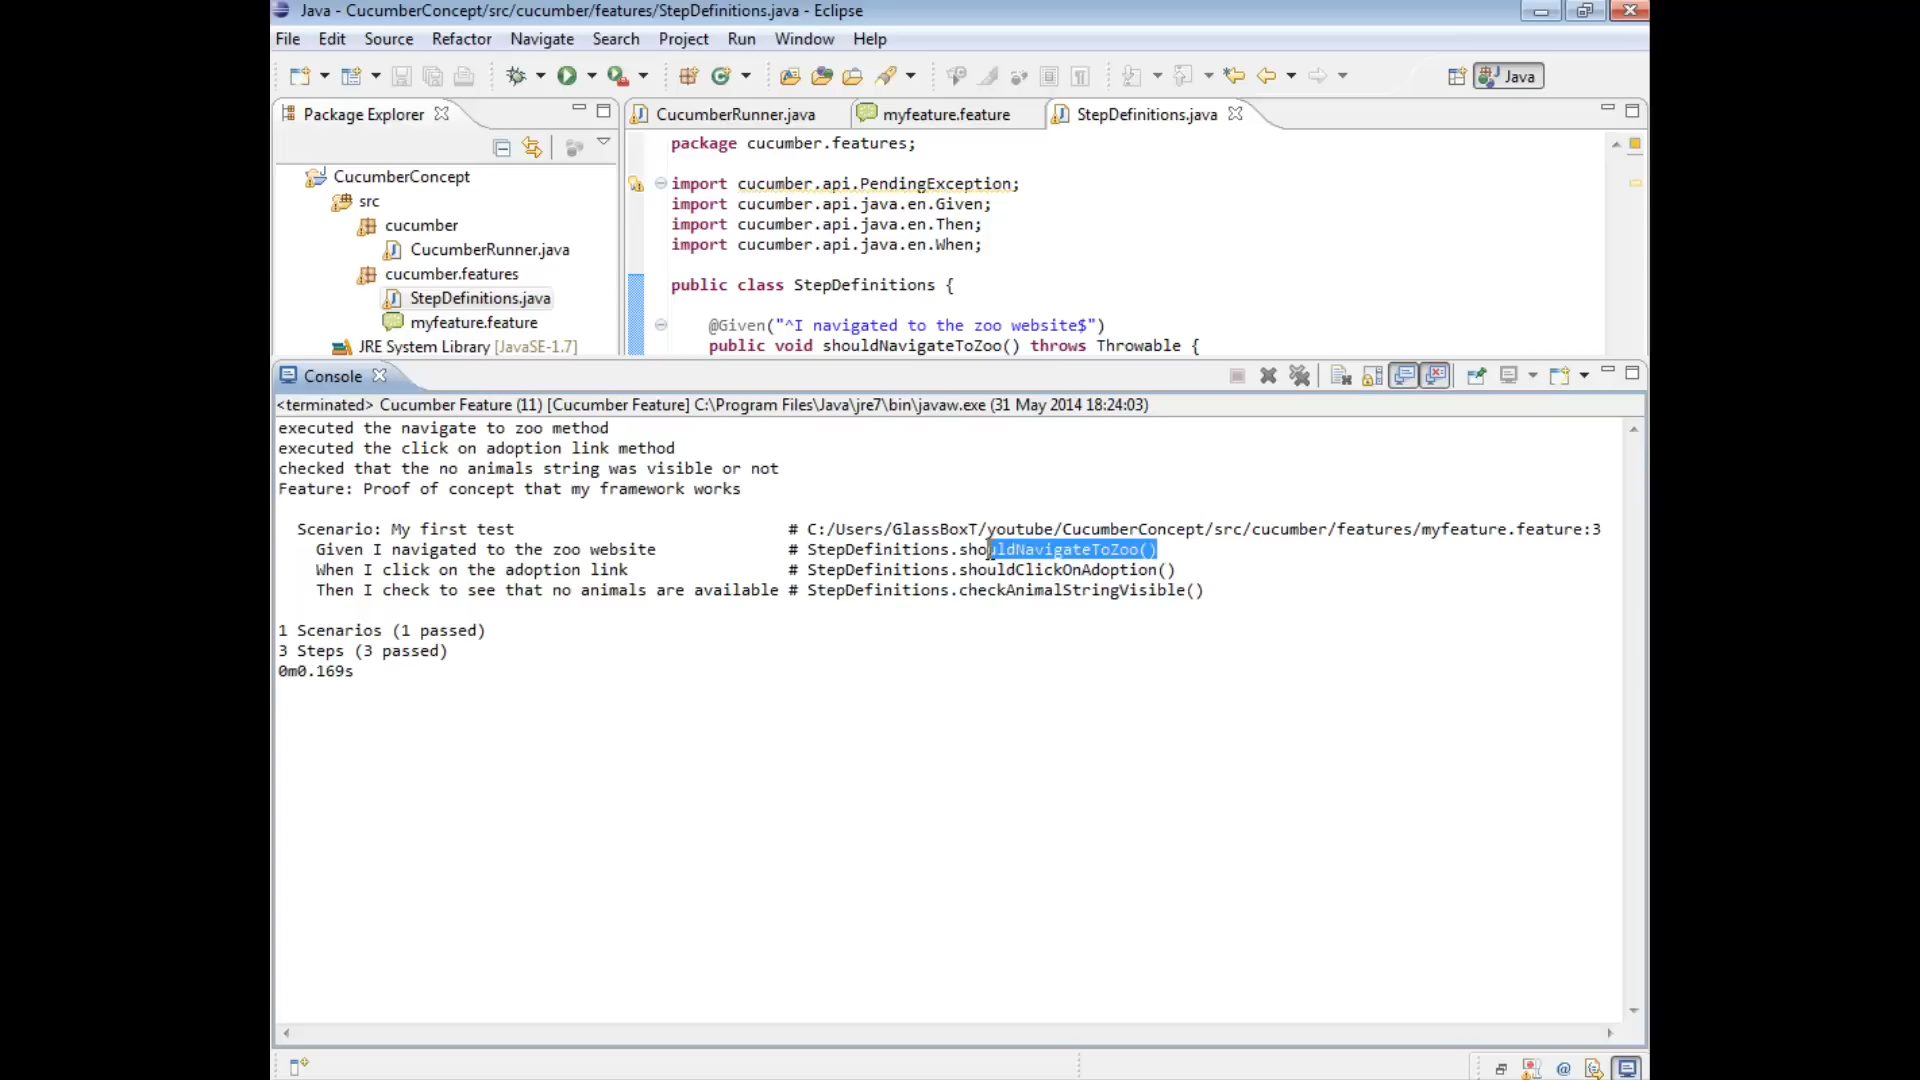 Java - CucumberConcept/src/cucumber/features/StepDefinitions.java - Eclipse
File Edit Source Refactor Navigate Search Project Run Window Help
Java
Package Explorer
CucumberRunner.java myfeature.feature StepDefinitions.java
CucumberConcept
src
cucumber
CucumberRunner.java
cucumber.features
StepDefinitions.java
myfeature.feature
JRE System Library [JavaSE-1.7]
package cucumber.features;
import cucumber.api.PendingException;
import cucumber.api.java.en.Given;
import cucumber.api.java.en.Then;
import cucumber.api.java.en.When;
public class StepDefinitions {
@Given("^I navigated to the zoo website$")
public void shouldNavigateToZoo() throws Throwable {
Console
<terminated> Cucumber Feature (11) [Cucumber Feature] C:\Program Files\Java\jre7\bin\javaw.exe (31 May 2014 18:24:03)
executed the navigate to zoo method
executed the click on adoption link method
checked that the no animals string was visible or not
Feature: Proof of concept that my framework works
Scenario: My first test # C:/Users/GlassBoxT/youtube/CucumberConcept/src/cucumber/features/myfeature.feature:3
Given I navigated to the zoo website # StepDefinitions.shouldNavigateToZoo()
When I click on the adoption link # StepDefinitions.shouldClickOnAdoption()
Then I check to see that no animals are available # StepDefinitions.checkAnimalStringVisible()
1 Scenarios (1 passed)
3 Steps (3 passed)
0m0.169s